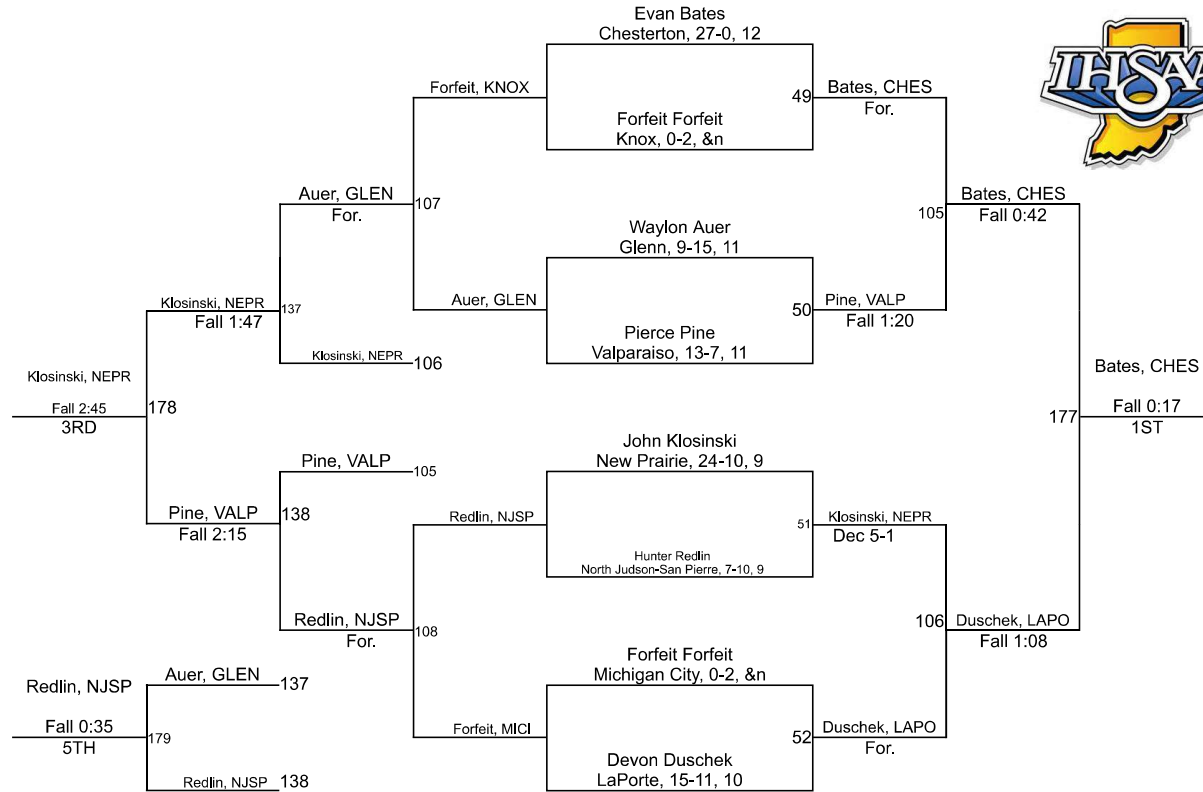 Evan Bates
Chesterton, 27-0, 12
IHSAA
Forfeit, KNOX
49
Bates, CHES
For.
Forfeit Forfeit
Knox, 0-2, &n
Auer, GLEN
For.
107
105
Bates, CHES
Fall 0:42
Waylon Auer
Glenn, 9-15, 11
Klosinski, NEPR
Fall 1:47
137
Auer, GLEN
50
Pine, VALP
Fall 1:20
Pierce Pine
Valparaiso, 13-7, 11
Klosinski, NEPR
106
Klosinski, NEPR
Fall 2:45
3RD
178
Bates, CHES
177
Fall 0:17
1ST
John Klosinski
New Prairie, 24-10, 9
Pine, VALP
105
Pine, VALP
Fall 2:15
138
Redlin, NJSP
51
Klosinski, NEPR
Dec 5-1
Hunter Redlin
North Judson-San Pierre, 7-10, 9
Redlin, NJSP
For.
108
106
Duschek, LAPO
Fall 1:08
Forfeit Forfeit
Michigan City, 0-2, &n
Redlin, NJSP
Auer, GLEN
137
Fall 0:35
5TH
179
Forfeit, MICI
52
Duschek, LAPO
For.
Devon Duschek
LaPorte, 15-11, 10
Redlin, NJSP
138